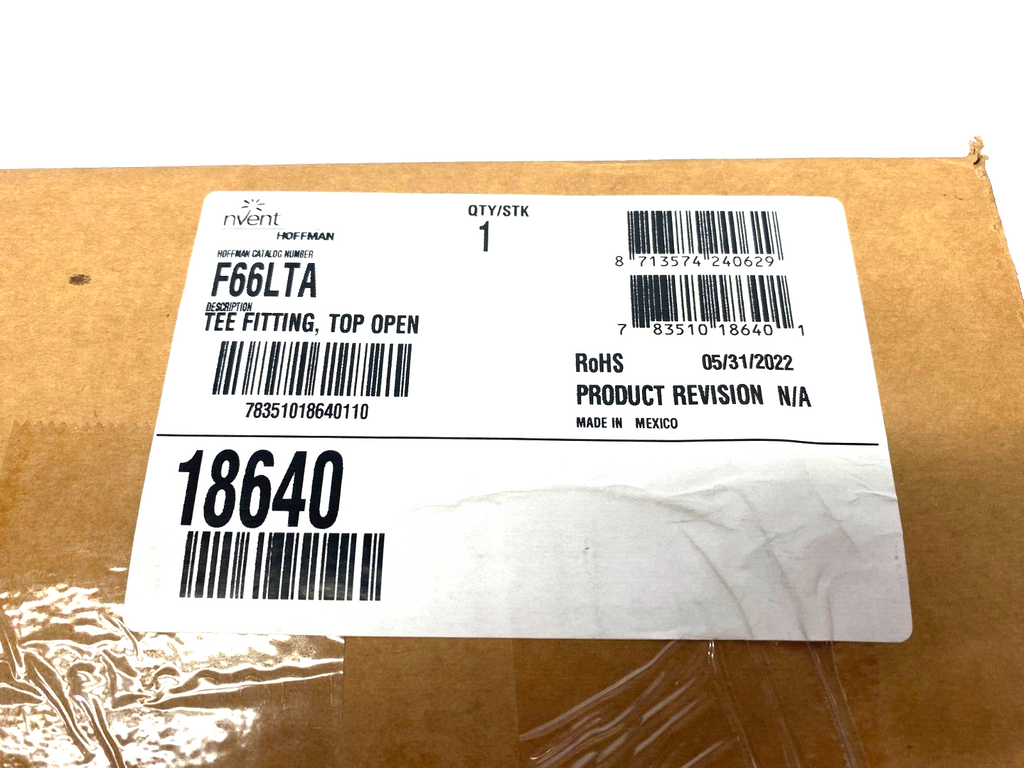 nVent
HOFFMAN
HOFFMAN CATALOG NUMBER
F66LTA
DESCRIPTION
TEE FITTING, TOP OPEN
78351018640110
QTY/STK
1
8 713574 240629
7 83510 18640 1
RoHS 05/31/2022
PRODUCT REVISION N/A
MADE IN MEXICO
18640